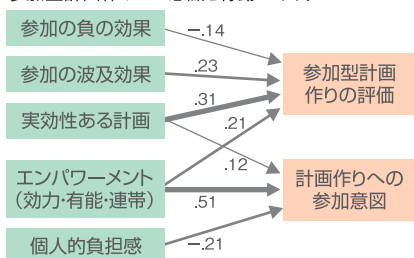 参加の負の効果
参加の波及効果
実効性ある計画
エンパワーメント
(効力・有能・連帯)
個人的負担感
−.14
.23
.31
.21
.12
.51
−.21
参加型計画
作りの評価
計画作りへの
参加意図